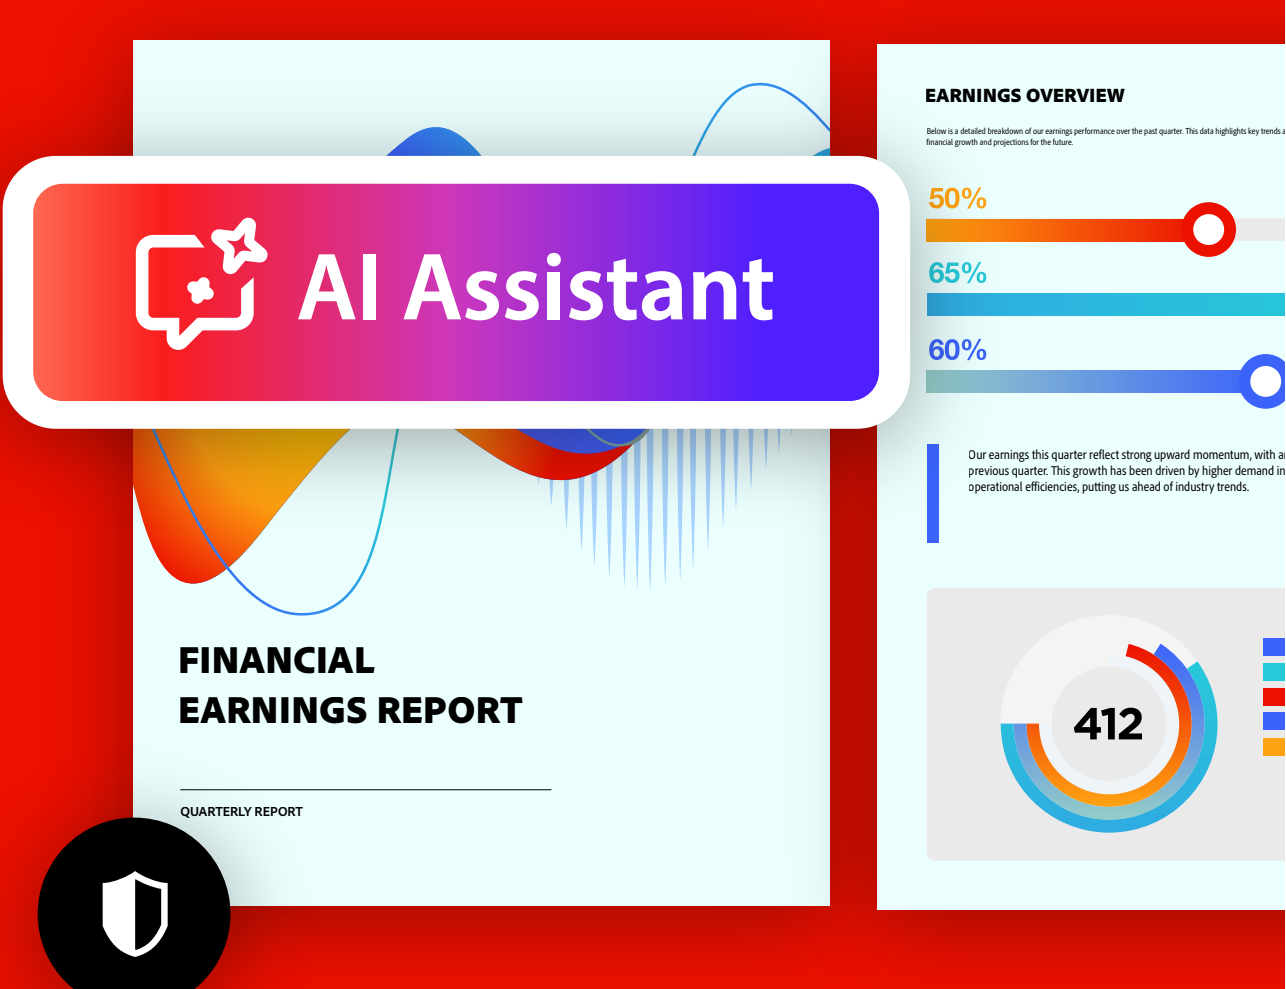 AI Assistant
FINANCIAL
EARNINGS REPORT
QUARTERLY REPORT
EARNINGS OVERVIEW
Below is a detailed breakdown of our earnings performance over the past quarter. This data highlights key trends a
financial growth and projections for the future.
50%
65%
60%
Our earnings this quarter reflect strong upward momentum, with
previous quarter. This growth has been driven by higher demand in
operational efficiencies, putting us ahead of industry trends.
412